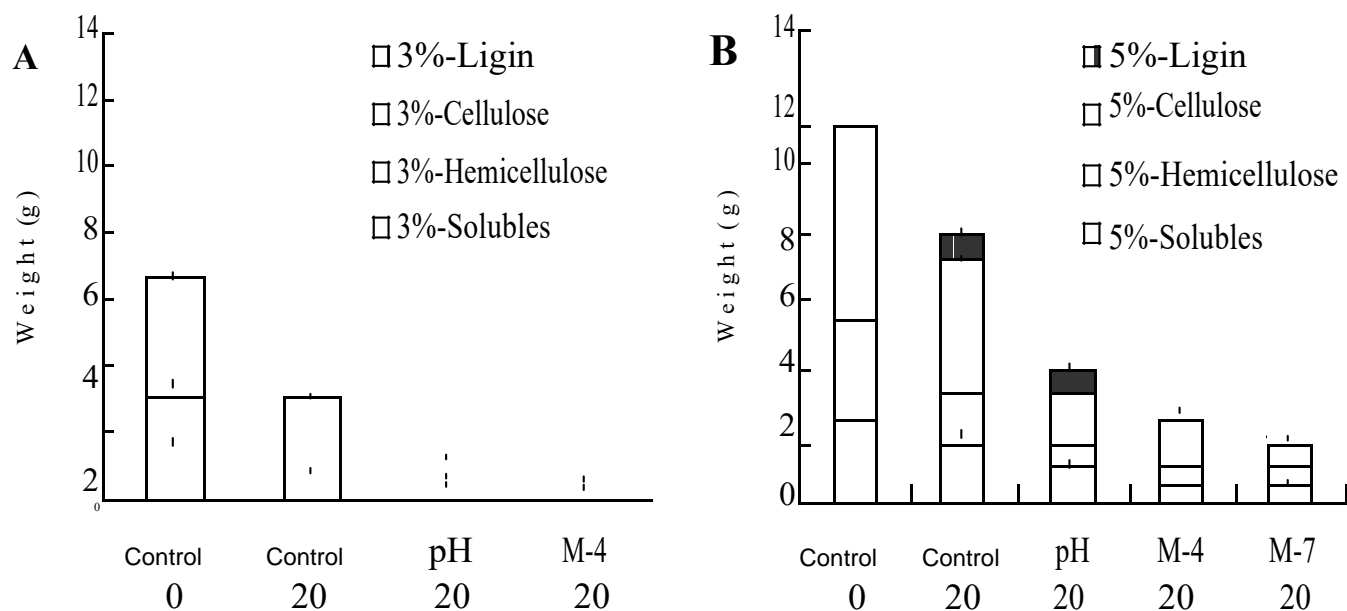 A
Weight (g)
14
12
10
8
6
4
2
0
3%-Ligin
3%-Cellulose
3%-Hemicellulose
3%-Solubles
Control Control pH M-4
0 20 20 20
B
Weight (g)
14
12
10
8
6
4
2
0
5%-Ligin
5%-Cellulose
5%-Hemicellulose
5%-Solubles
Control Control pH M-4 M-7
0 20 20 20 20